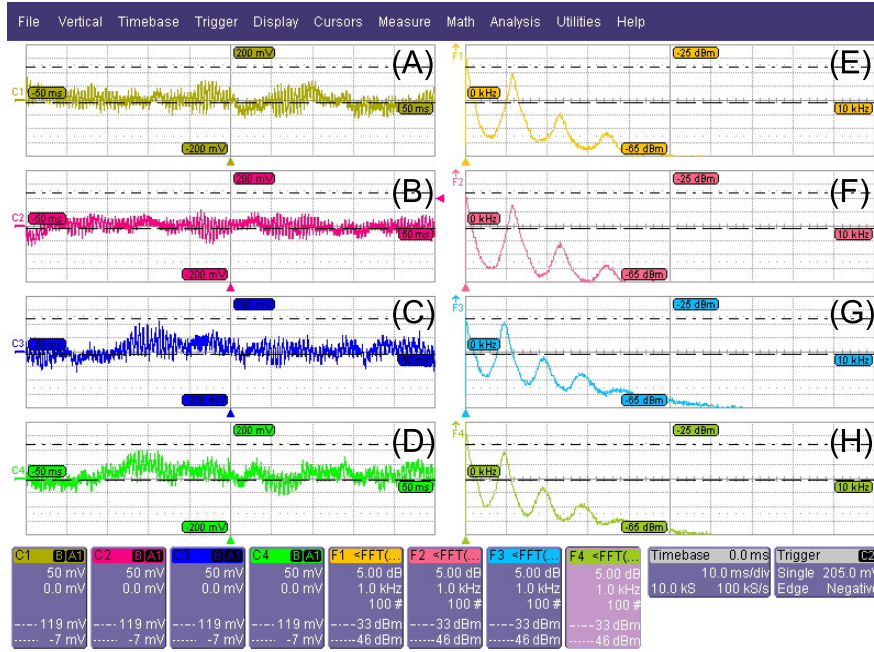 File Vertical Timebase Trigger Display Cursors Measure Math Analysis Utilities Help
200 mV (A)
C1 -50 ms 50 ms
-200 mV
F1 -25 dBm (E)
0 kHz 10 kHz
-65 dBm
200 mV (B)
C2 -50 ms 50 ms
-200 mV
F2 -25 dBm (F)
0 kHz 10 kHz
-65 dBm
200 mV (C)
C3
-200 mV
F3 -25 dBm (G)
0 kHz 10 kHz
-65 dBm
200 mV (D)
C4 -50 ms 50 ms
-200 mV
F4 -25 dBm (H)
0 kHz 10 kHz
-65 dBm
C1 B A1 C2 B A1 C3 B A1 C4 B A1 F1 <FFT(... F2 <FFT(... F3 <FFT(... F4 <FFT(... Timebase 0.0 ms Trigger C2
50 mV 50 mV 50 mV 50 mV 5.00 dB 5.00 dB 5.00 dB 5.00 dB 10.0 ms/div Single 205.0 mV
0.0 mV 0.0 mV 0.0 mV 0.0 mV 1.0 kHz 1.0 kHz 1.0 kHz 1.0 kHz 10.0 kS 100 kS/s Edge Negative
100 # 100 # 100 # 100 #
119 mV 119 mV 119 mV 119 mV -33 dBm -33 dBm -33 dBm -33 dBm
-7 mV -7 mV -7 mV -7 mV -46 dBm -46 dBm -46 dBm -46 dBm